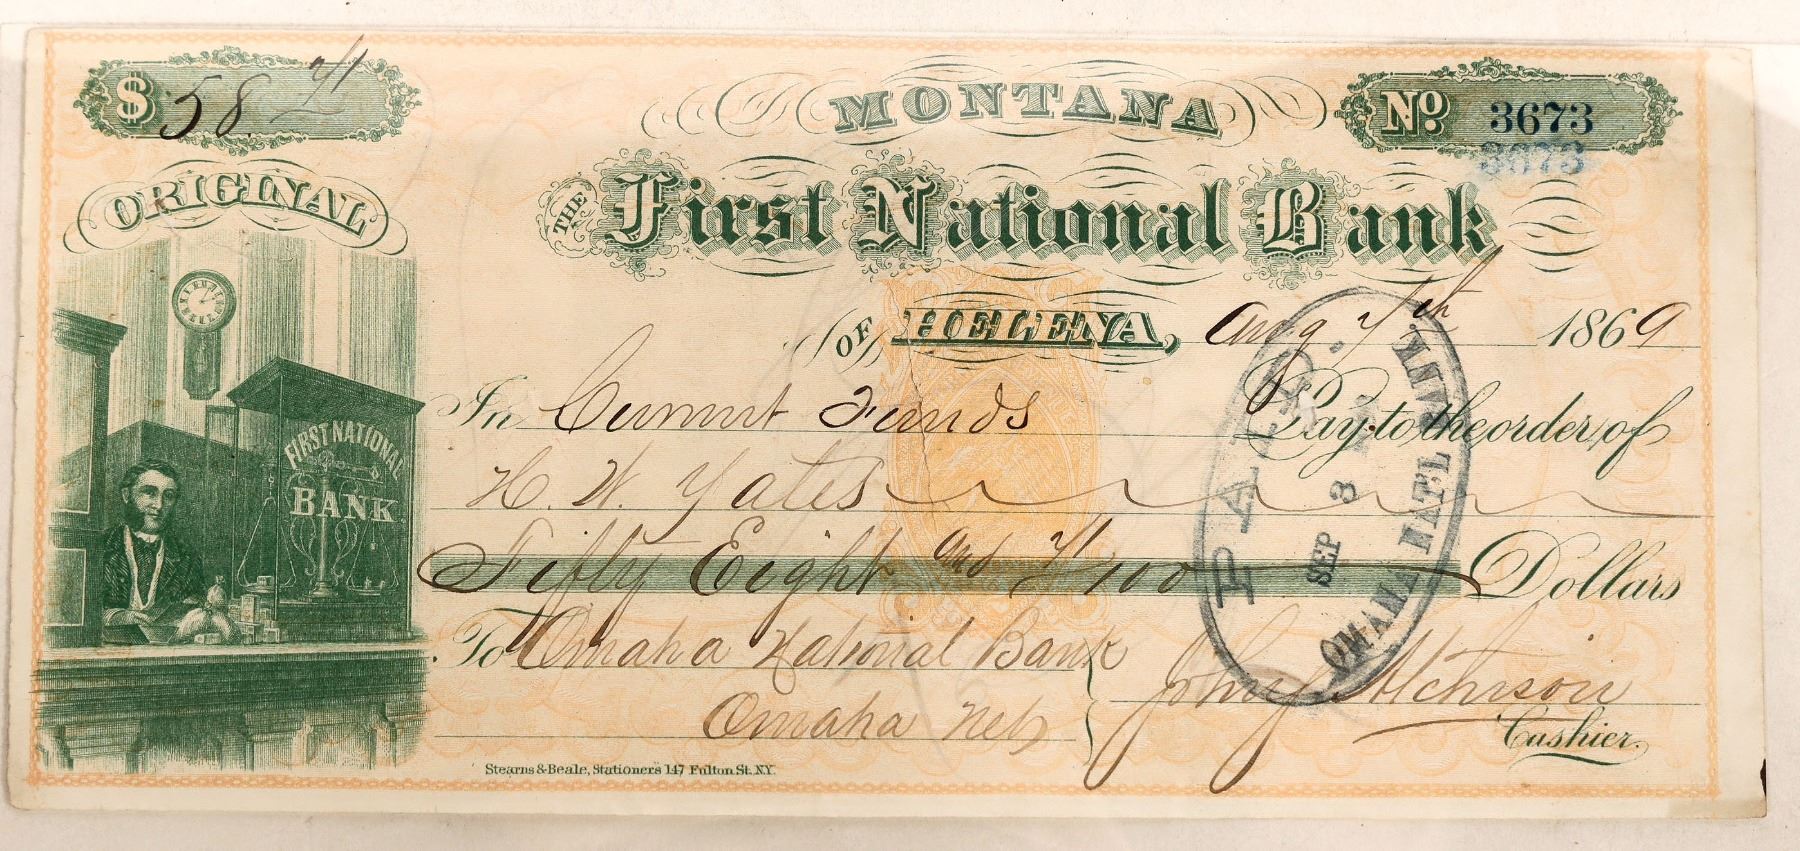 $ 58. 71/
MONTANA
No. 3673
3673
ORIGINAL
THE First National Bank
OF HELENA, Aug 7th 1869
FIRST NATIONAL
BANK
In Current Funds Pay to the order of
H. W. Yates
Fifty Eight and 71/100 Dollars
To Omaha National Bank
Omaha Neb
John Atchison
Cashier.
PAID.
SEP 3
OMAHA NAT'L BANK.
Stearns & Beale, Stationers 147 Fulton St. N.Y.